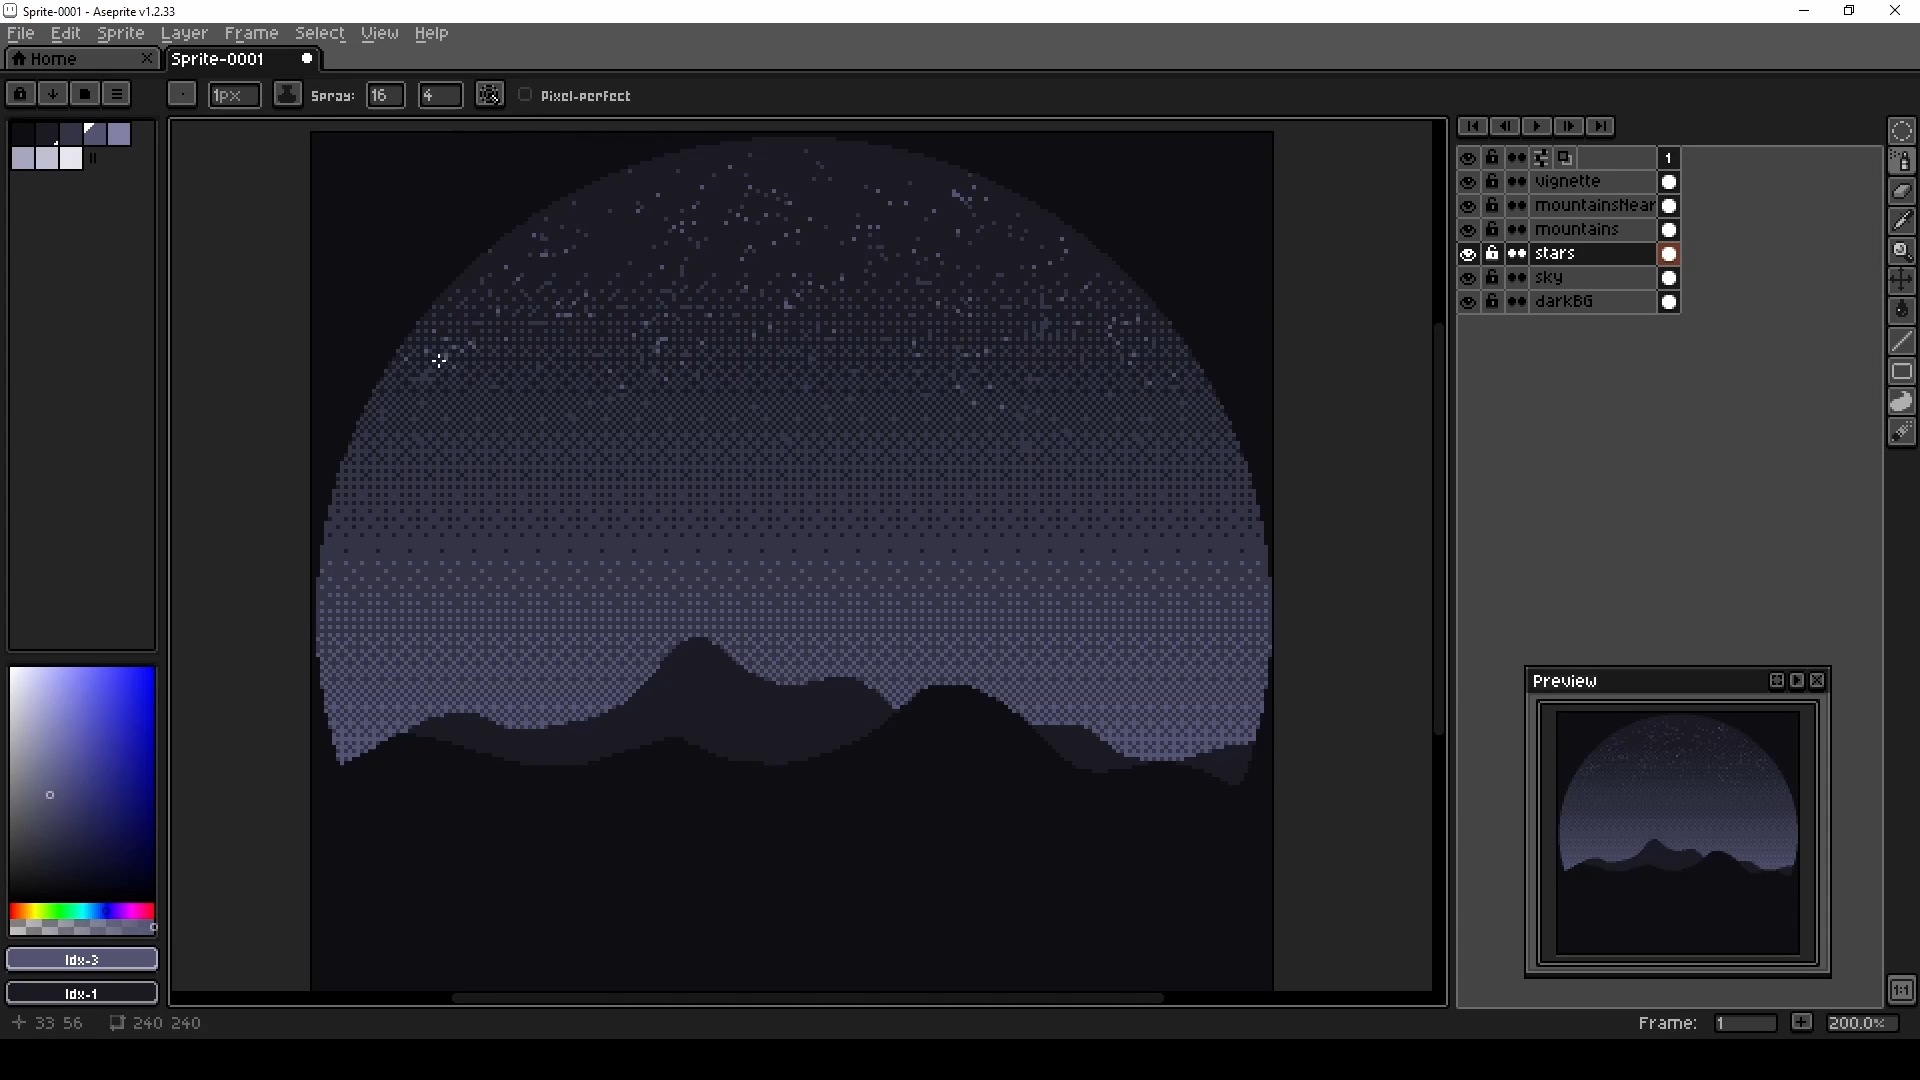 Sprite-0001 - Aseprite v1.2.33
File Edit Sprite Layer Frame Select View Help
Home
Sprite-0001
1px Spray: 16 4 Pixel-perfect
1
vignette
mountainsNear
mountains
stars
sky
darkBG
Preview
Idx-3
Idx-1
33 56 240 240
Frame: 1 200.0%
1:1